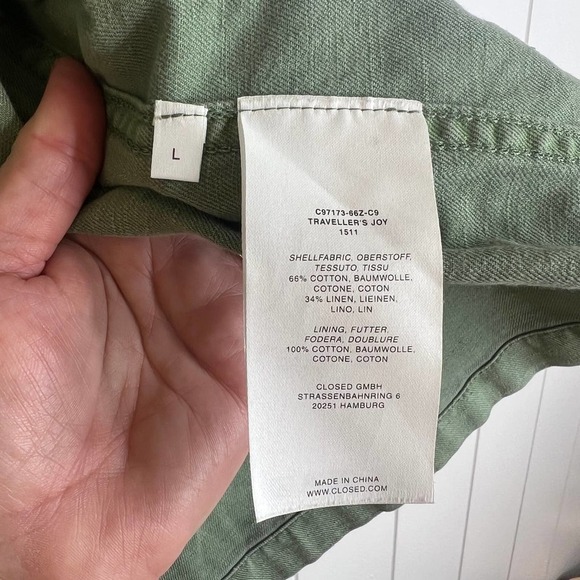 L
C97173-66Z-C9
TRAVELLER'S JOY
1511
SHELLFABRIC, OBERSTOFF,
TESSUTO, TISSU
66% COTTON, BAUMWOLLE,
COTONE, COTON
34% LINEN, LIEINEN,
LINO, LIN
LINING, FUTTER,
FODERA, DOUBLURE
100% COTTON, BAUMWOLLE,
COTONE, COTON
CLOSED GMBH
STRASSENBAHNRING 6
20251 HAMBURG
MADE IN CHINA
WWW.CLOSED.COM